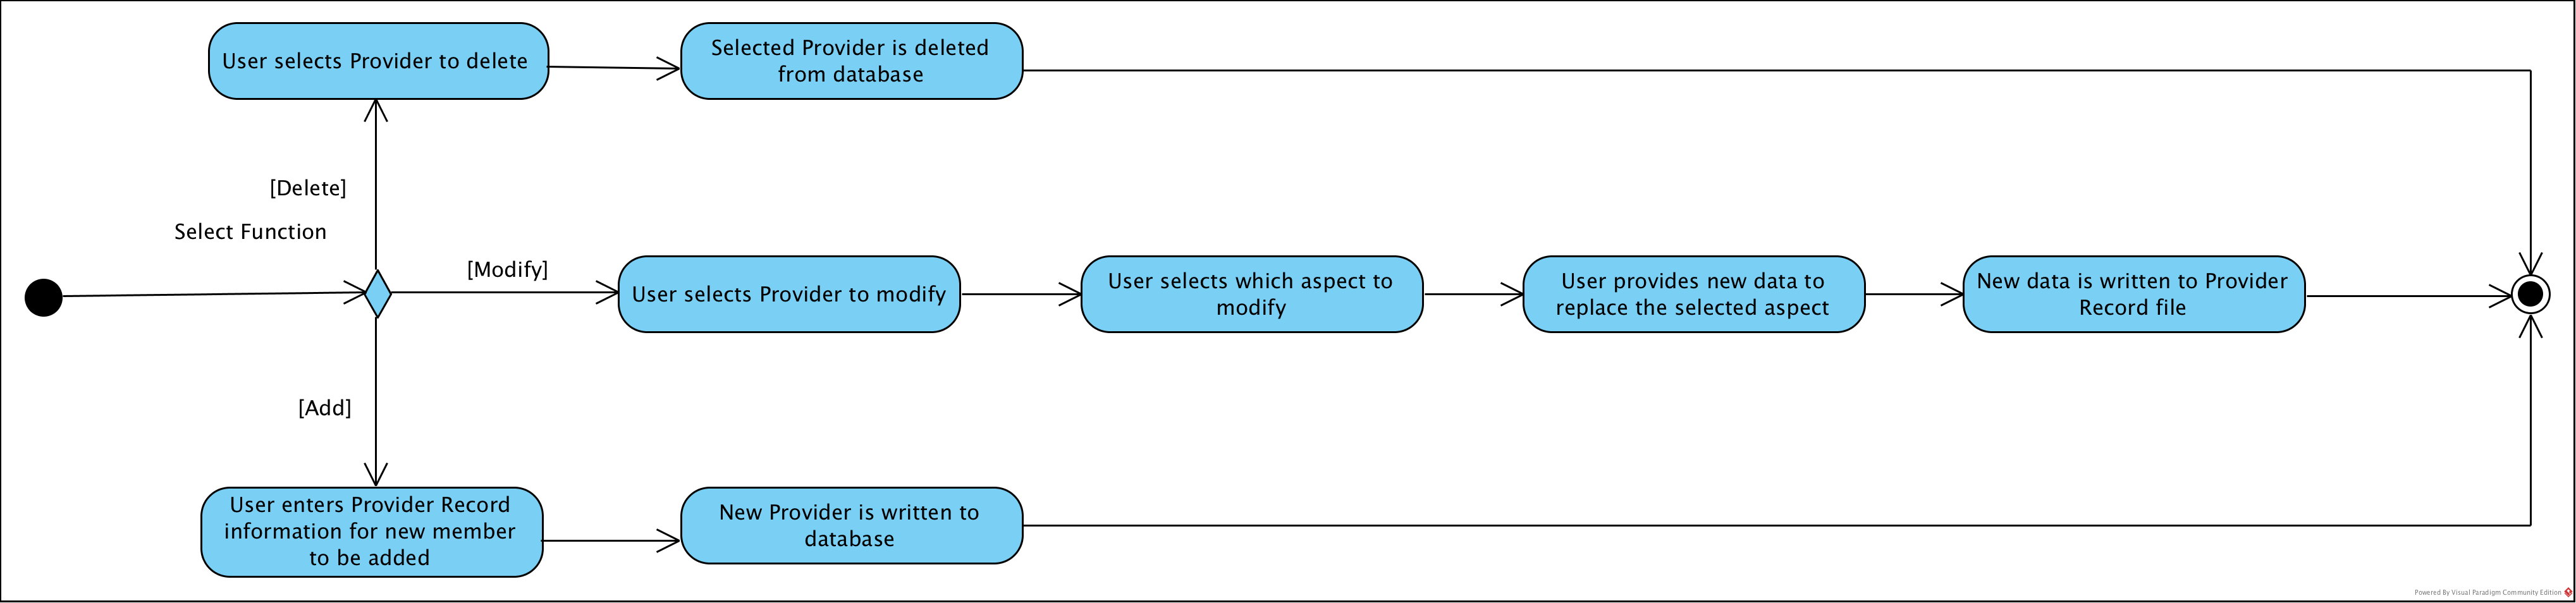 User selects Provider to delete
Selected Provider is deleted
from database
[Delete]
Select Function
[Modify]
User selects Provider to modify
User selects which aspect to
modify
User provides new data to
replace the selected aspect
New data is written to Provider
Record file
[Add]
User enters Provider Record
information for new member
to be added
New Provider is written to
database
Powered By Visual Paradigm Community Edition